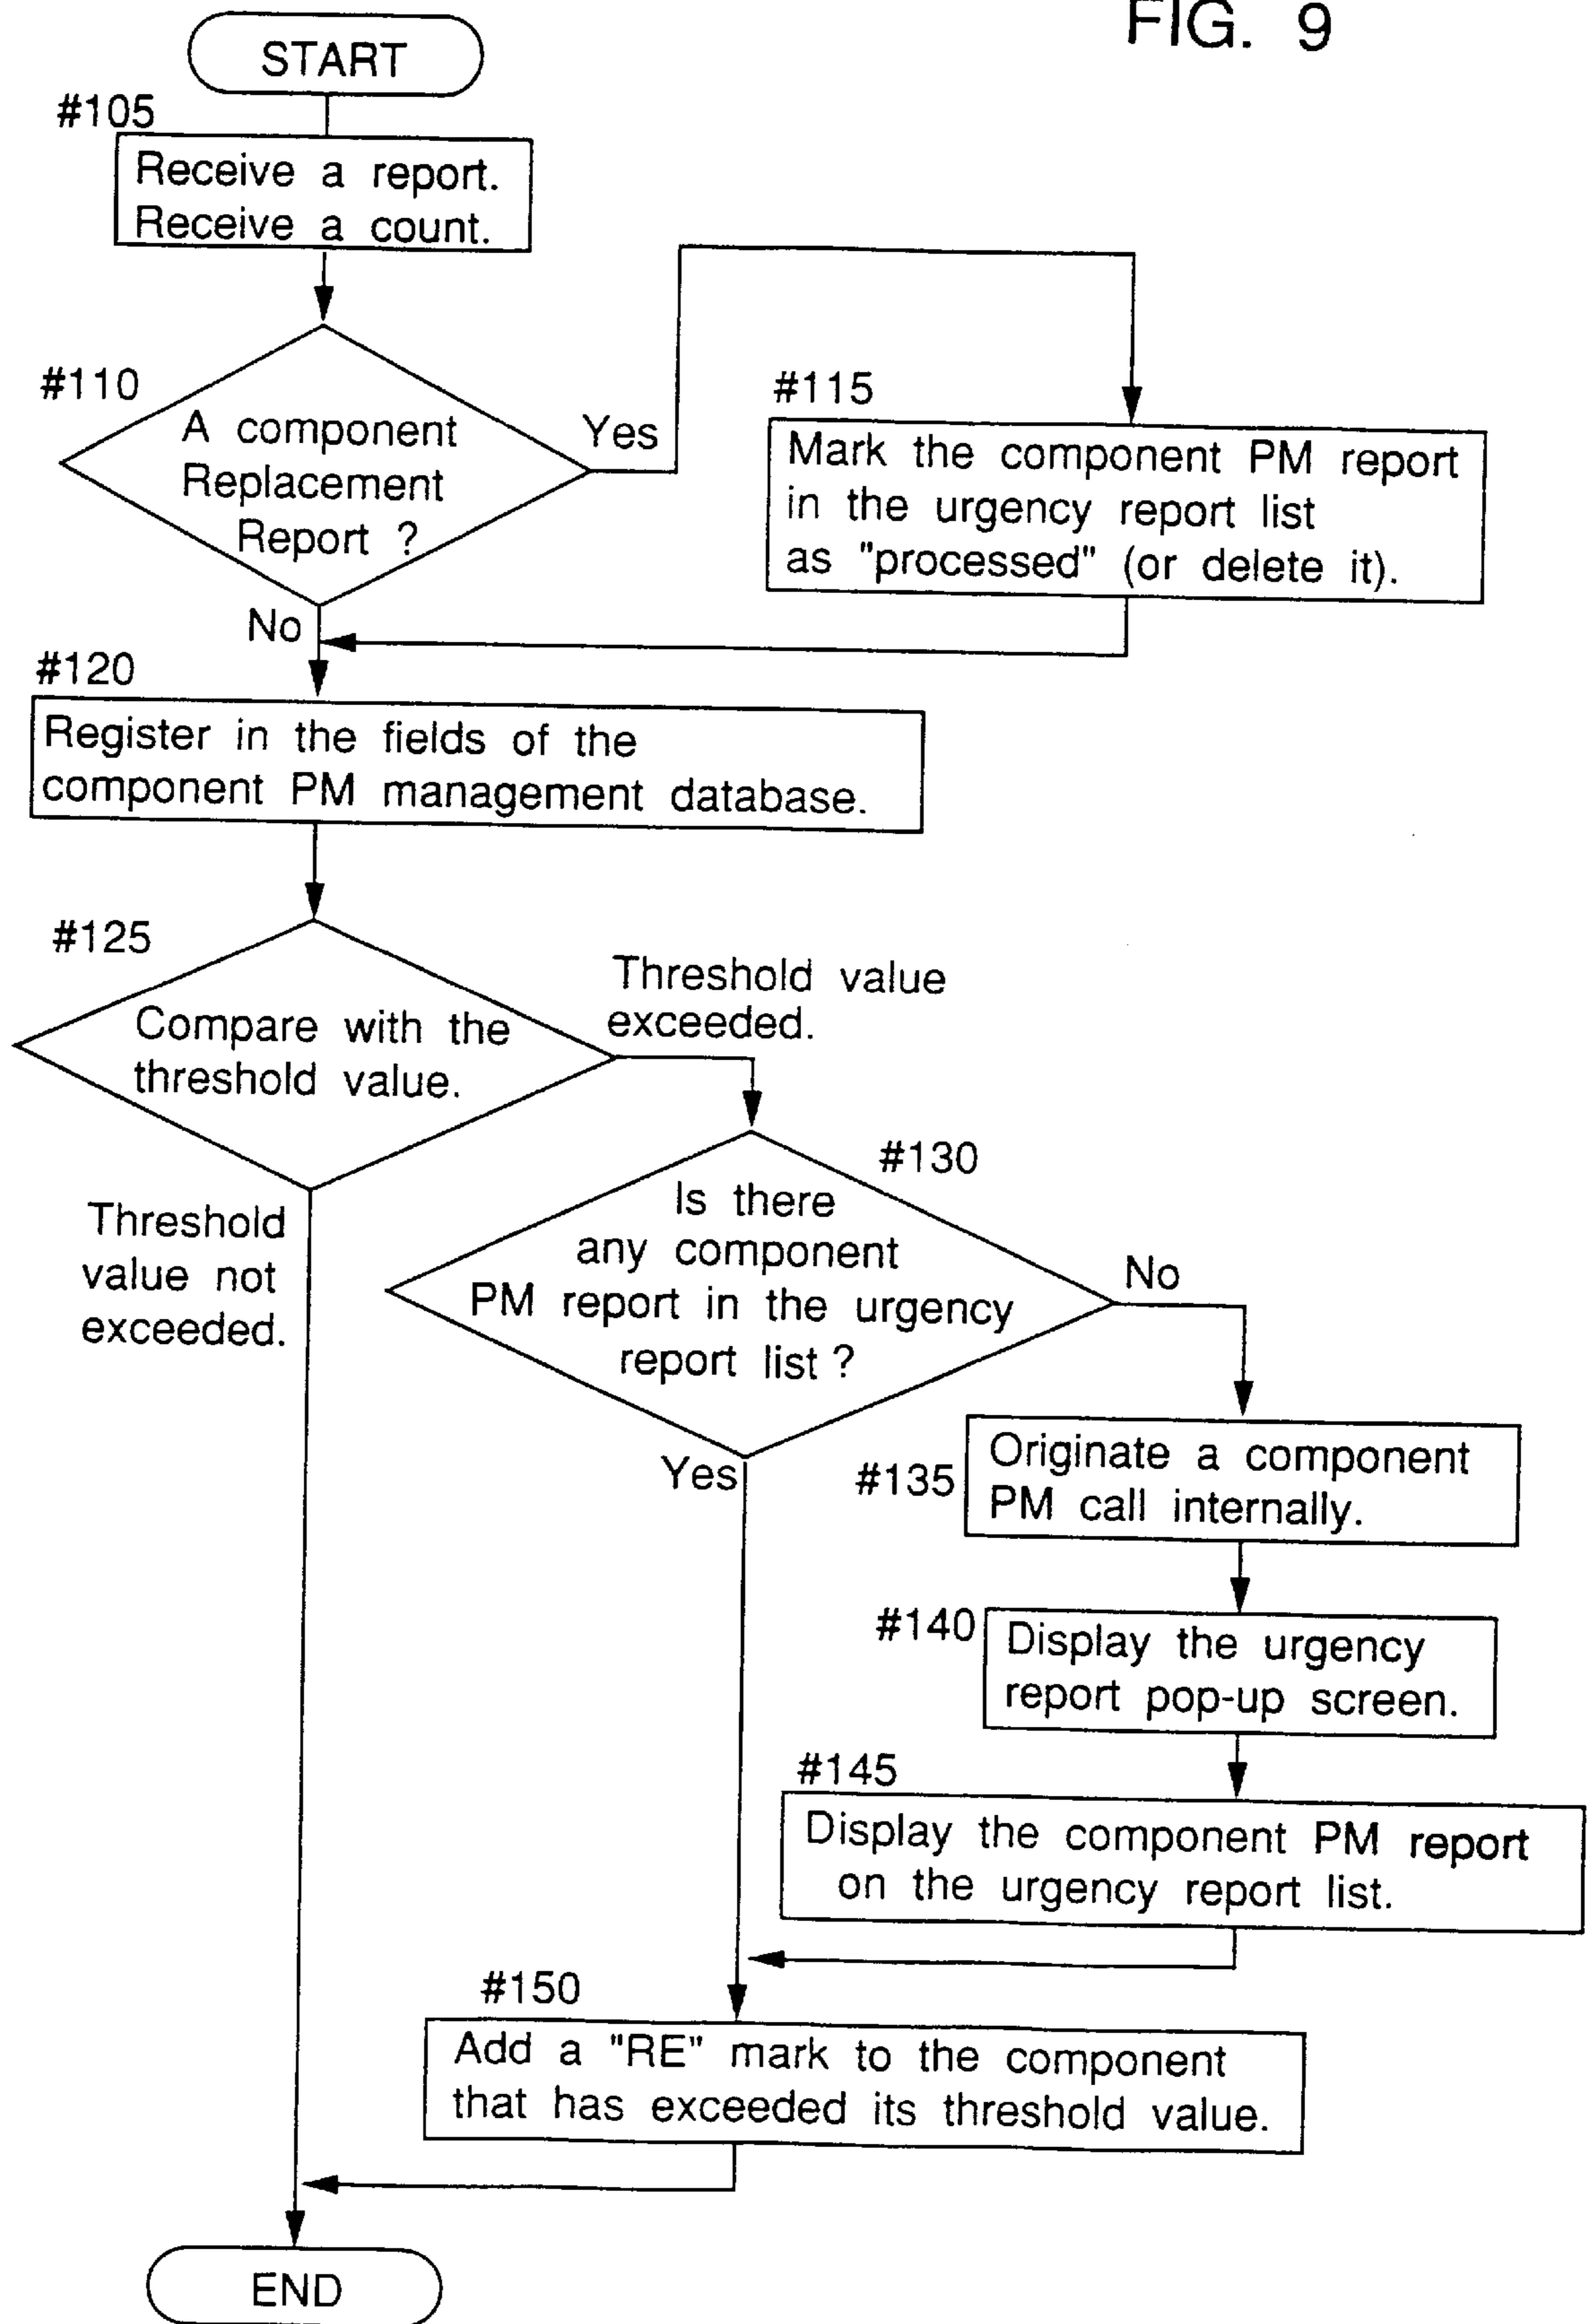 FIG. 9
START
#105
Receive a report.
Receive a count.
#110
A component
Replacement
Report ?
Yes
#115
Mark the component PM report
in the urgency report list
as "processed" (or delete it).
No
#120
Register in the fields of the
component PM management database.
#125
Compare with the
threshold value.
Threshold value
exceeded.
Threshold
value not
exceeded.
#130
Is there
any component
PM report in the urgency
report list ?
No
Yes
#135
Originate a component
PM call internally.
#140
Display the urgency
report pop-up screen.
#145
Display the component PM report
on the urgency report list.
#150
Add a "RE" mark to the component
that has exceeded its threshold value.
END